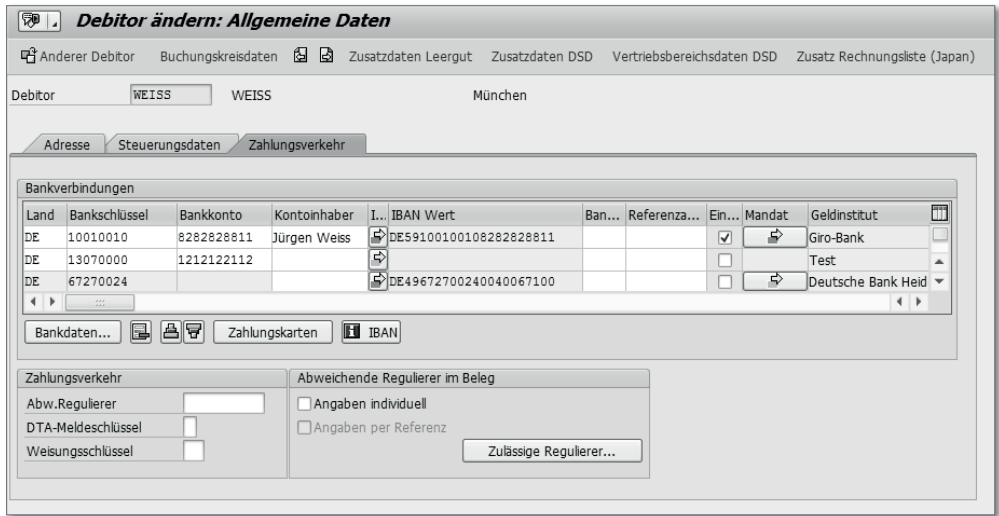 Debitor ändern: Allgemeine Daten
Anderer Debitor Buchungskreisdaten Zusatzdaten Leergut Zusatzdaten DSD Vertriebsbereichsdaten DSD Zusatz Rechnungsliste (Japan)
Debitor WEISS WEISS München
Adresse Steuerungsdaten Zahlungsverkehr
Bankverbindungen
Land Bankschlüssel Bankkonto Kontoinhaber I... IBAN Wert Ban... Referenza... Ein... Mandat Geldinstitut
DE 10010010 8282828811 Jürgen Weiss DE59100100108282828811 Giro-Bank
DE 13070000 1212122112 Test
DE 67270024 DE49672700240040067100 Deutsche Bank Heid
Bankdaten... Zahlungskarten IBAN
Zahlungsverkehr Abweichende Regulierer im Beleg
Abw.Regulierer Angaben individuell
DTA-Meldeschlüssel Angaben per Referenz
Weisungsschlüssel Zulässige Regulierer...